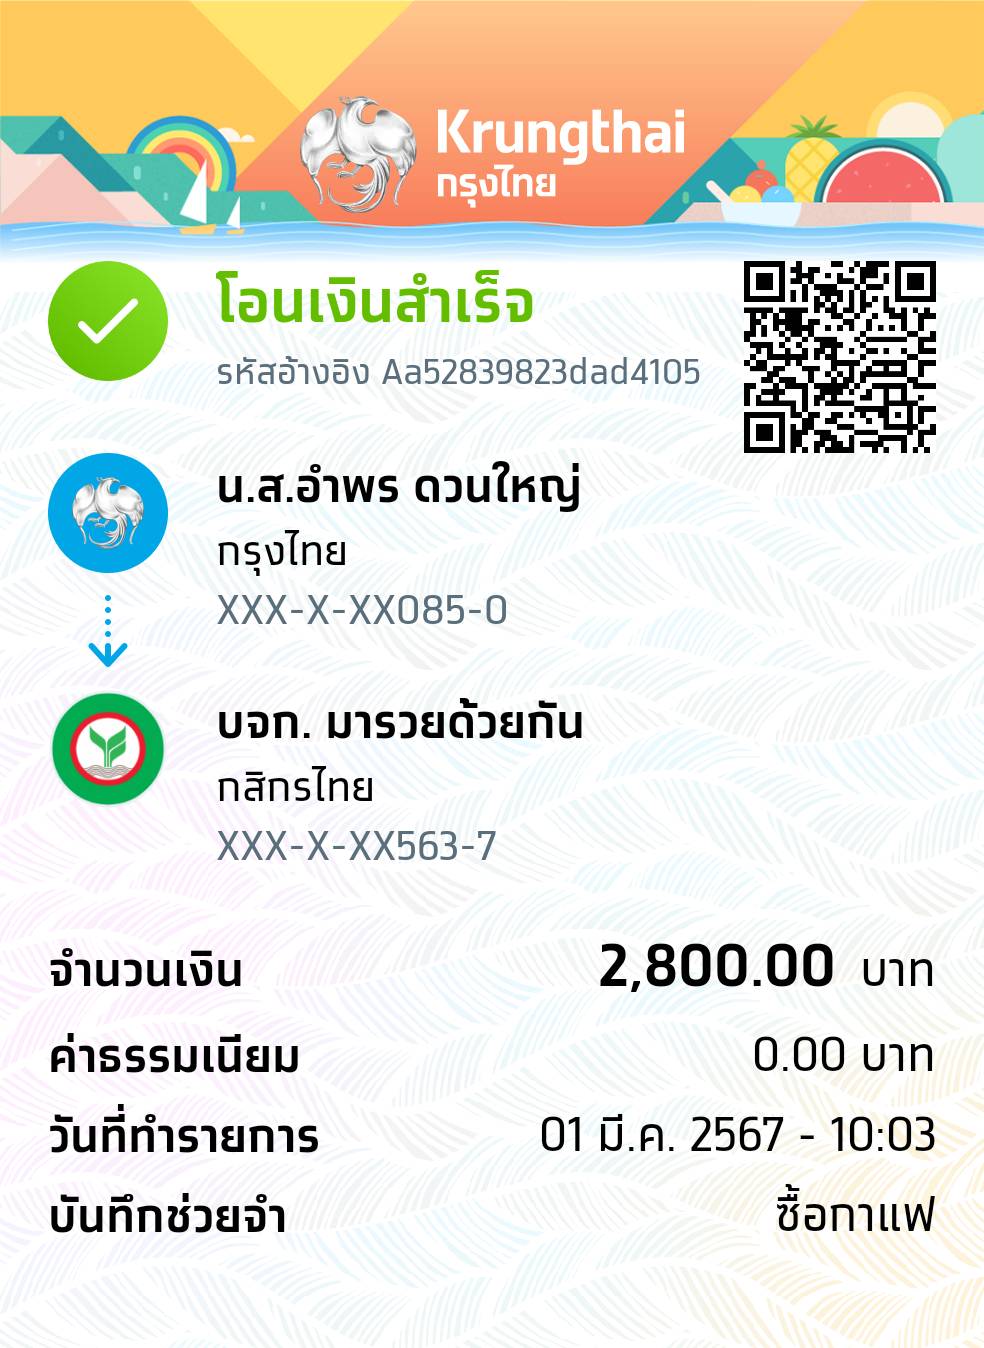 Krungthai
กรุงไทย
โอนเงินสำเร็จ
รหัสอ้างอิง Aa52839823dad4105
น.ส.อำพร ดวนใหญ่
กรุงไทย
XXX-X-XX085-0
บจก. มารวยด้วยกัน
กสิกรไทย
XXX-X-XX563-7
จำนวนเงิน 2,800.00 บาท
ค่าธรรมเนียม 0.00 บาท
วันที่ทำรายการ 01 มี.ค. 2567 - 10:03
บันทึกช่วยจำ ซื้อกาแฟ